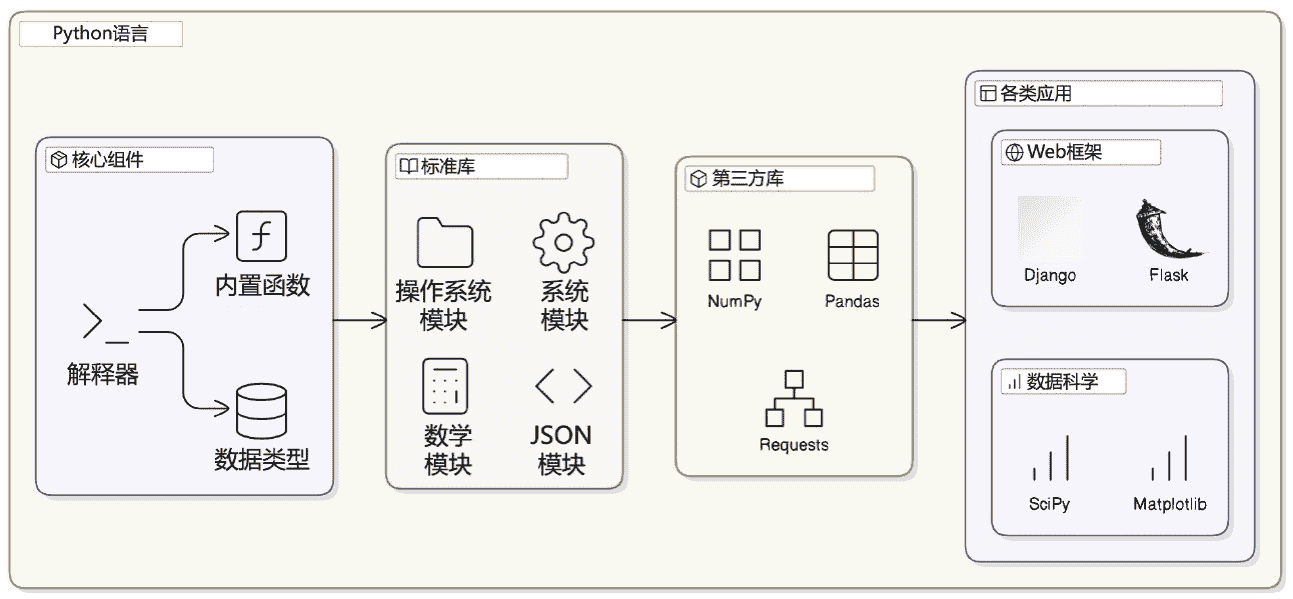 Python语言
核心组件
内置函数
解释器
数据类型
标准库
操作系统
模块
系统
模块
数学
模块
JSON
模块
第三方库
NumPy
Pandas
Requests
各类应用
Web框架
Django
Flask
数据科学
SciPy
Matplotlib